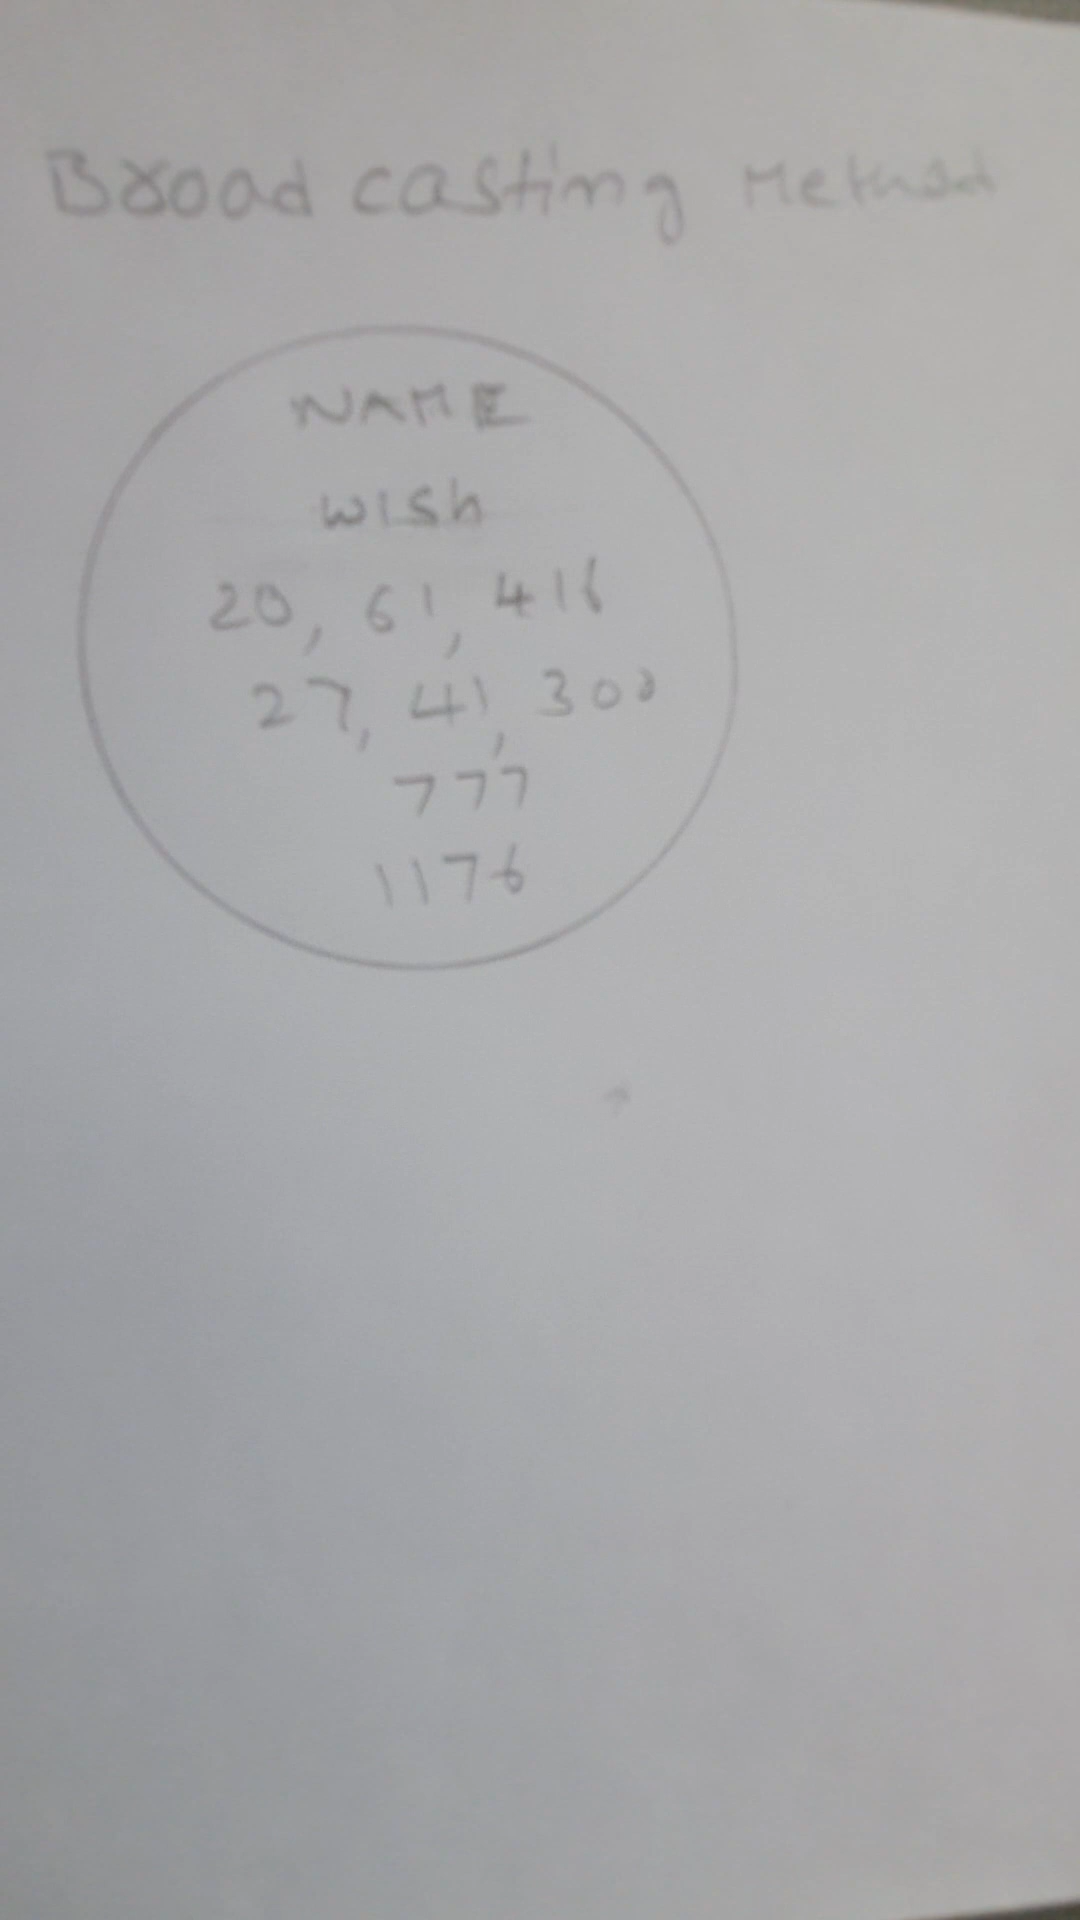 Broad casting Method
NAME
WISh
20, 61, 416
27, 41, 300
777
1176